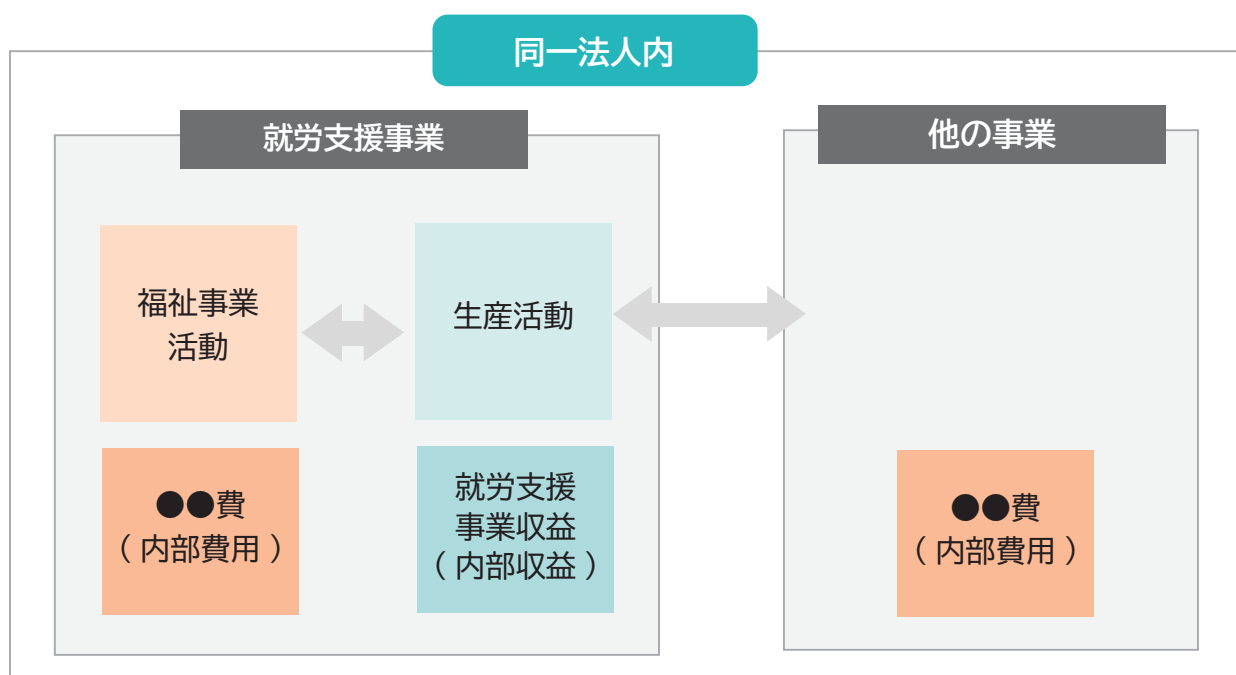 同一法人内
就労支援事業
他の事業
福祉事業
活動
生産活動
●●費
（ 内部費用 ）
就労支援
事業収益
（ 内部収益 ）
●●費
（ 内部費用 ）